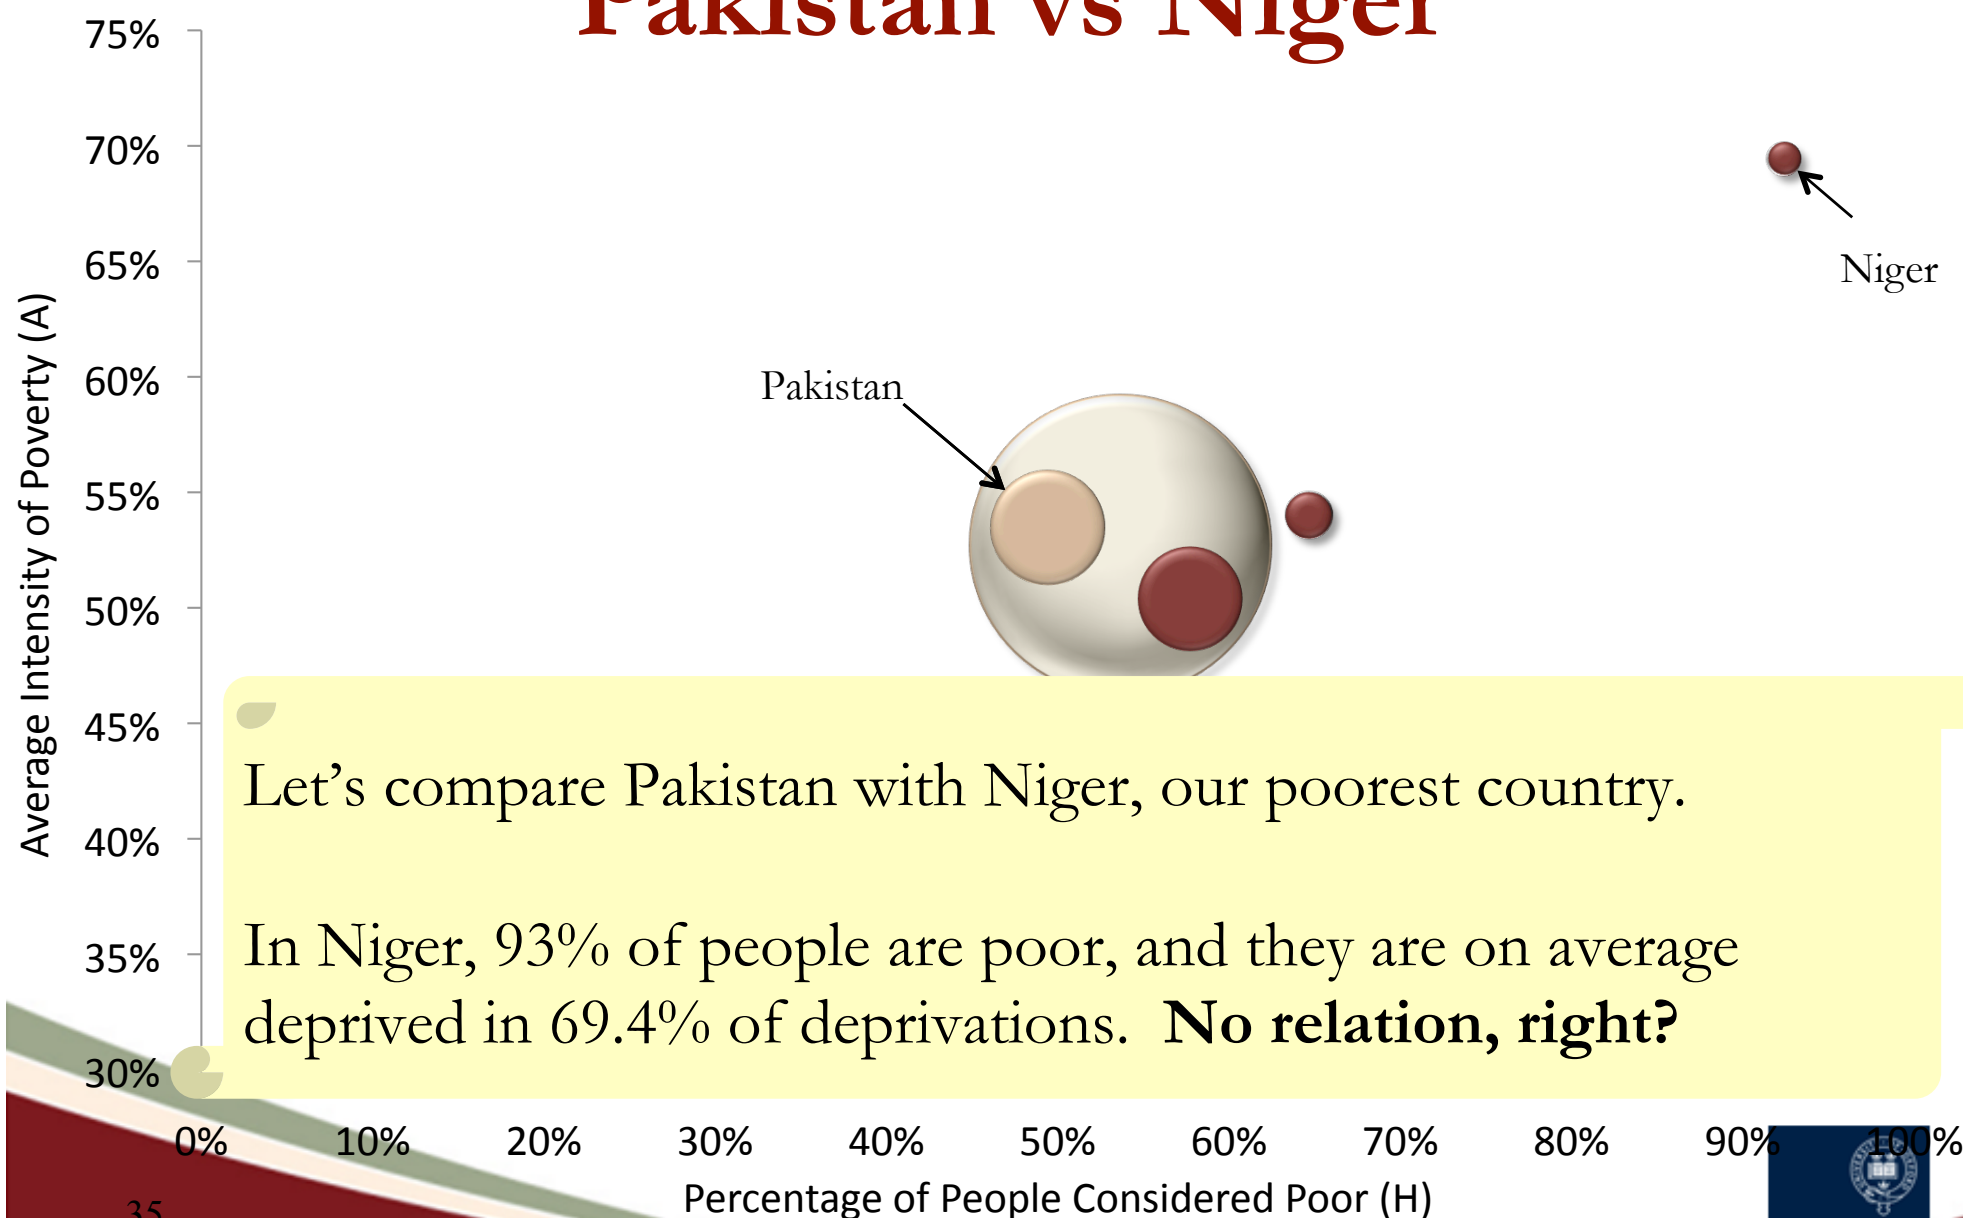 Pakistan vs Niger
75%
70%
65%
60%
55%
50%
45%
40%
35%
30%
Average Intensity of Poverty (A)
Niger
Pakistan
Let’s compare Pakistan with Niger, our poorest country.
In Niger, 93% of people are poor, and they are on average
deprived in 69.4% of deprivations. No relation, right?
0% 10% 20% 30% 40% 50% 60% 70% 80% 90% 100%
Percentage of People Considered Poor (H)
35